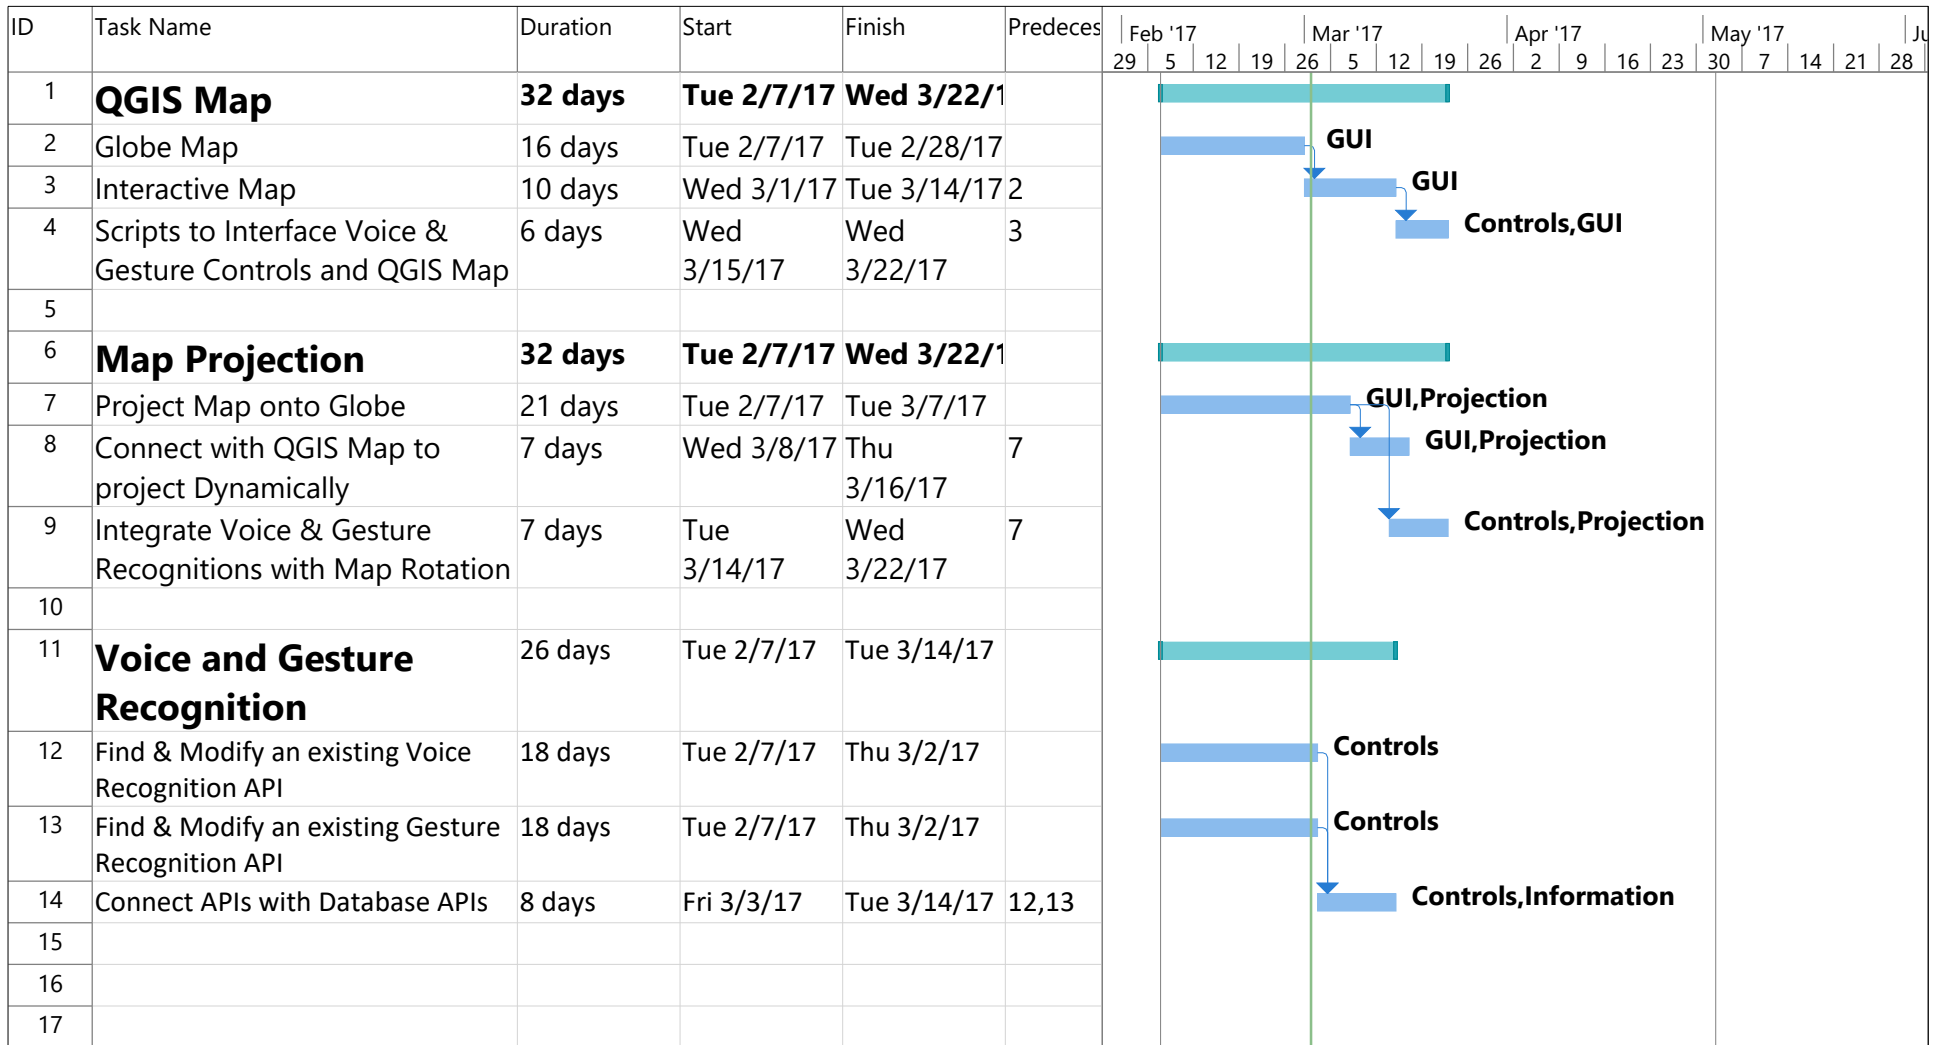 ID Task Name Duration Start Finish Predeces
Feb '17 Mar '17 Apr '17 May '17
29 5 12 19 26 5 12 19 26 2 9 16 23 30 7 14 21 28
1 QGIS Map 32 days Tue 2/7/17 Wed 3/22/1
2 Globe Map 16 days Tue 2/7/17 Tue 2/28/17 GUI
3 Interactive Map 10 days Wed 3/1/17 Tue 3/14/17 2 GUI
4 Scripts to Interface Voice & 6 days Wed Wed 3 Controls,GUI
Gesture Controls and QGIS Map 3/15/17 3/22/17
5
6 Map Projection 32 days Tue 2/7/17 Wed 3/22/1
7 Project Map onto Globe 21 days Tue 2/7/17 Tue 3/7/17 GUI,Projection
8 Connect with QGIS Map to 7 days Wed 3/8/17 Thu 7 GUI,Projection
project Dynamically 3/16/17
9 Integrate Voice & Gesture 7 days Tue Wed 7 Controls,Projection
Recognitions with Map Rotation 3/14/17 3/22/17
10
11 Voice and Gesture 26 days Tue 2/7/17 Tue 3/14/17
Recognition
12 Find & Modify an existing Voice 18 days Tue 2/7/17 Thu 3/2/17 Controls
Recognition API
13 Find & Modify an existing Gesture 18 days Tue 2/7/17 Thu 3/2/17 Controls
Recognition API
14 Connect APIs with Database APIs 8 days Fri 3/3/17 Tue 3/14/17 12,13 Controls,Information
15
16
17